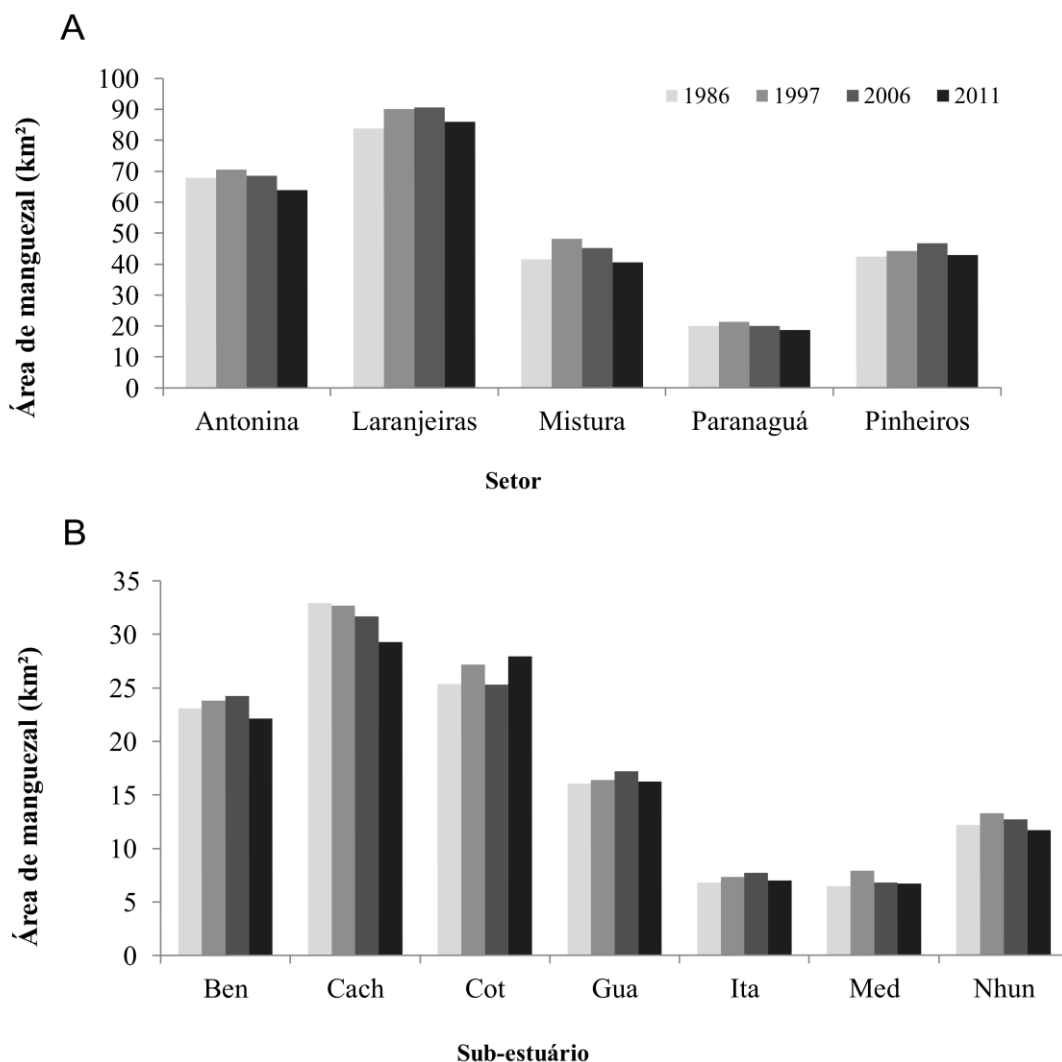 A
Área de manguezal (km²)
100
90
80
70
60
50
40
30
20
10
0
1986 1997 2006 2011
Antonina Laranjeiras Mistura Paranaguá Pinheiros
Setor
B
Área de manguezal (km²)
35
30
25
20
15
10
5
0
Ben Cach Cot Gua Ita Med Nhun
Sub-estuário